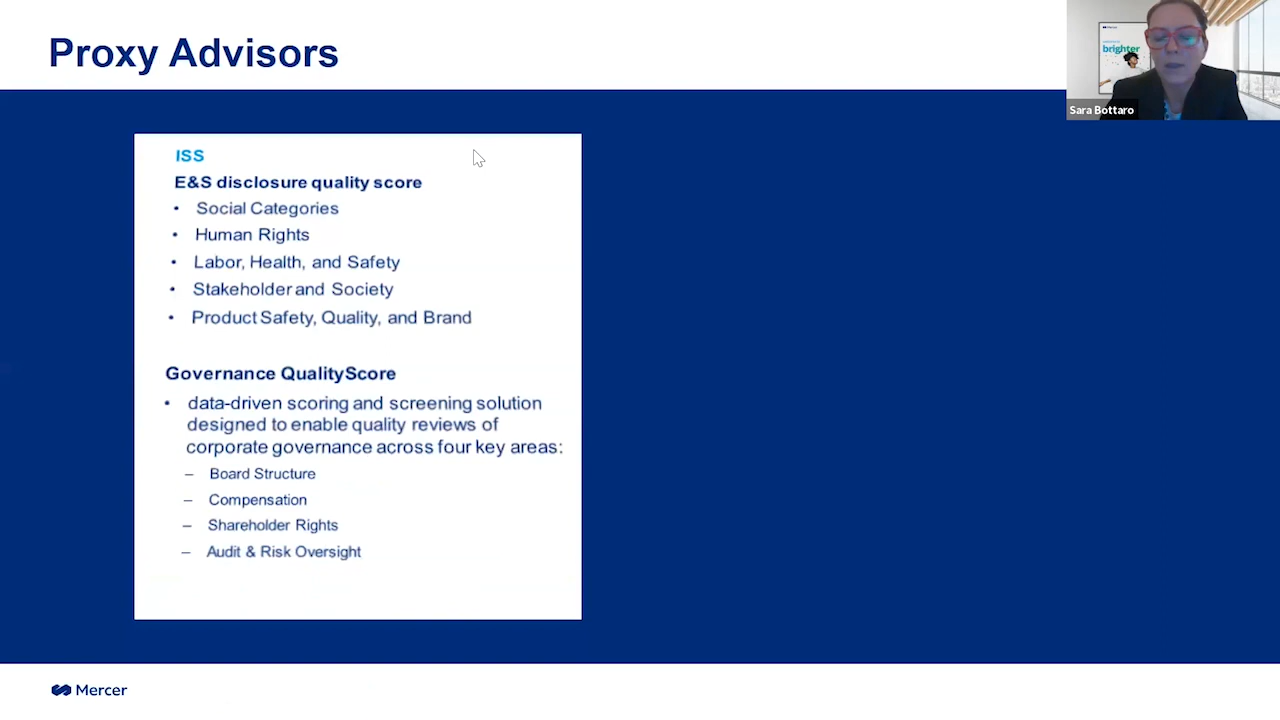 Proxy Advisors
brighter
Sara Bottaro
ISS
E&S disclosure quality score
• Social Categories
• Human Rights
• Labor, Health, and Safety
• Stakeholder and Society
• Product Safety, Quality, and Brand
Governance QualityScore
• data-driven scoring and screening solution
designed to enable quality reviews of
corporate governance across four key areas:
– Board Structure
– Compensation
– Shareholder Rights
– Audit & Risk Oversight
Mercer